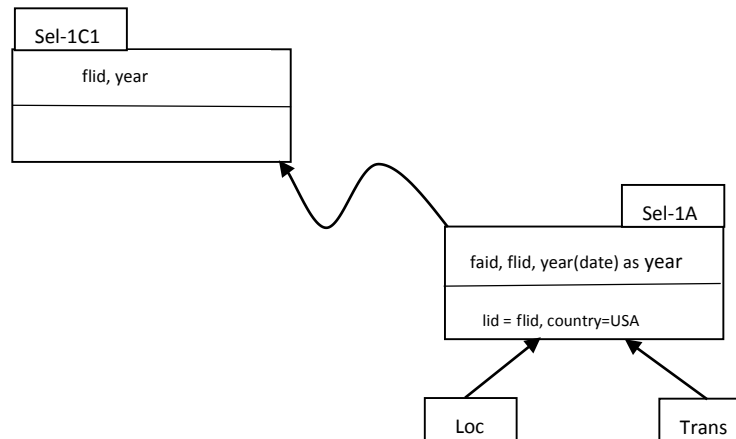 Sel-1C1
flid, year
Sel-1A
faid, flid, year(date) as year
lid = flid, country=USA
Loc
Trans